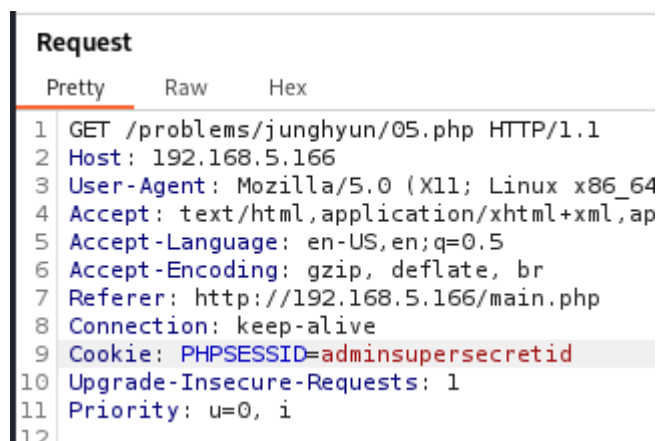 Request
Pretty Raw Hex
1 GET /problems/junghyun/05.php HTTP/1.1
2 Host: 192.168.5.166
3 User-Agent: Mozilla/5.0 (X11; Linux x86_64
4 Accept: text/html,application/xhtml+xml,ap
5 Accept-Language: en-US,en;q=0.5
6 Accept-Encoding: gzip, deflate, br
7 Referer: http://192.168.5.166/main.php
8 Connection: keep-alive
9 Cookie: PHPSESSID=adminsupersecretid
10 Upgrade-Insecure-Requests: 1
11 Priority: u=0, i
12